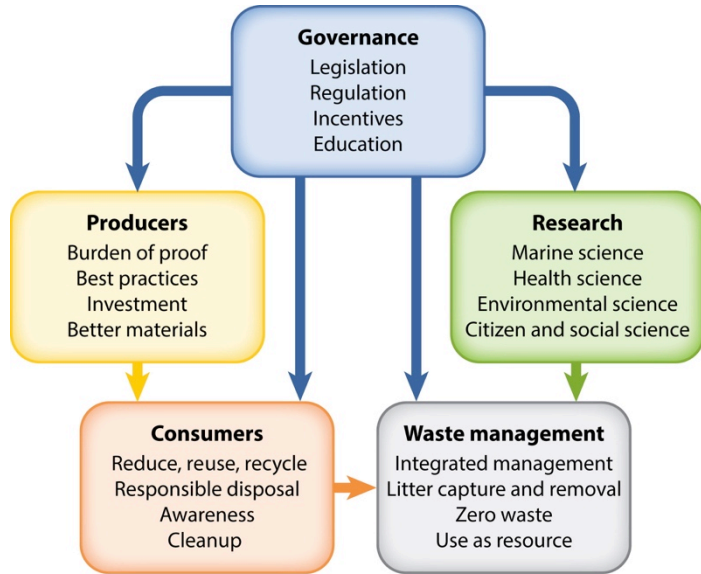 Governance
Legislation
Regulation
Incentives
Education
Producers
Burden of proof
Best practices
Investment
Better materials
Research
Marine science
Health science
Environmental science
Citizen and social science
Consumers
Reduce, reuse, recycle
Responsible disposal
Awareness
Cleanup
Waste management
Integrated management
Litter capture and removal
Zero waste
Use as resource